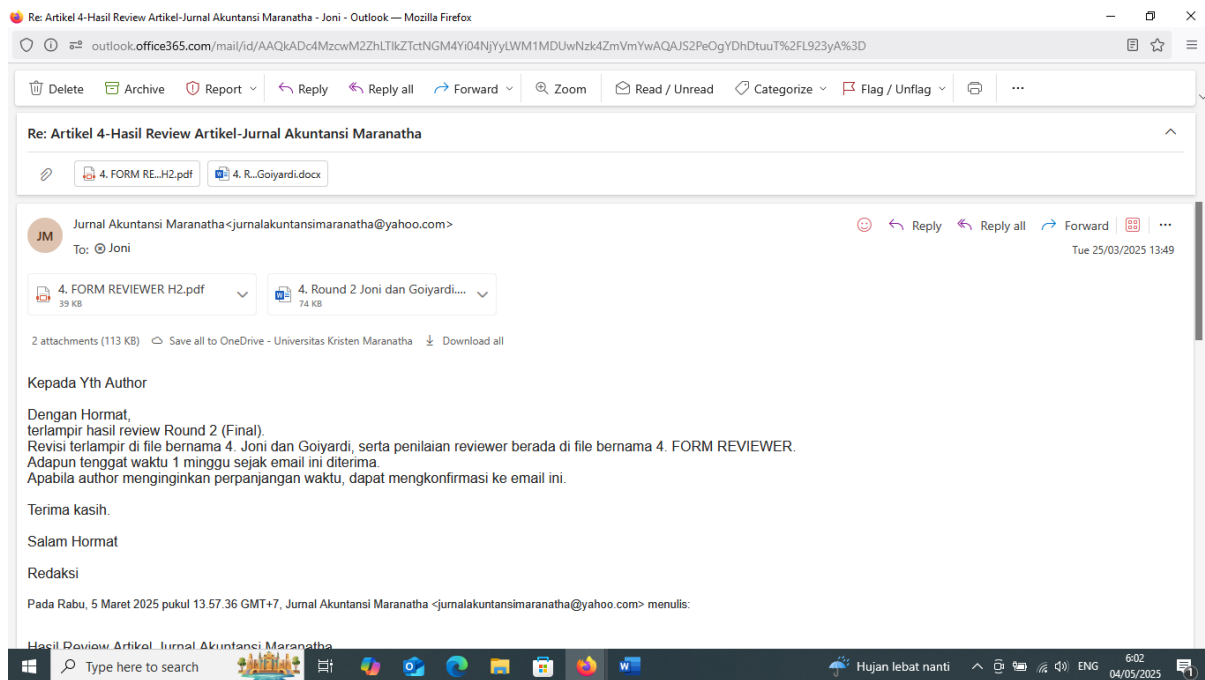 Re: Artikel 4-Hasil Review Artikel-Jurnal Akuntansi Maranatha - Joni - Outlook — Mozilla Firefox
outlook.office365.com/mail/id/AAQkADc4MzcwM2ZhLTlkZTctNGM4Yi04NjYyLWM1MDUwNzk4ZmVmYwAQAJS2PeOgYDhDtuuT%2FL923yA%3D
Delete Archive Report Reply Reply all Forward Zoom Read / Unread Categorize Flag / Unflag
Re: Artikel 4-Hasil Review Artikel-Jurnal Akuntansi Maranatha
4. FORM RE...H2.pdf 4. R...Goiyardi.docx
JM
Jurnal Akuntansi Maranatha<jurnalakuntansimaranatha@yahoo.com>
Reply Reply all Forward
To: Joni
Tue 25/03/2025 13:49
4. FORM REVIEWER H2.pdf
39 KB
4. Round 2 Joni dan Goiyardi....
74 KB
2 attachments (113 KB) Save all to OneDrive - Universitas Kristen Maranatha Download all
Kepada Yth Author
Dengan Hormat,
terlampir hasil review Round 2 (Final).
Revisi terlampir di file bernama 4. Joni dan Goiyardi, serta penilaian reviewer berada di file bernama 4. FORM REVIEWER.
Adapun tenggat waktu 1 minggu sejak email ini diterima.
Apabila author menginginkan perpanjangan waktu, dapat mengkonfirmasi ke email ini.
Terima kasih.
Salam Hormat
Redaksi
Pada Rabu, 5 Maret 2025 pukul 13.57.36 GMT+7, Jurnal Akuntansi Maranatha <jurnalakuntansimaranatha@yahoo.com> menulis:
Hasil Review Artikel Jurnal Akuntansi Maranatha
Type here to search
Hujan lebat nanti
ENG
6:02
04/05/2025
1